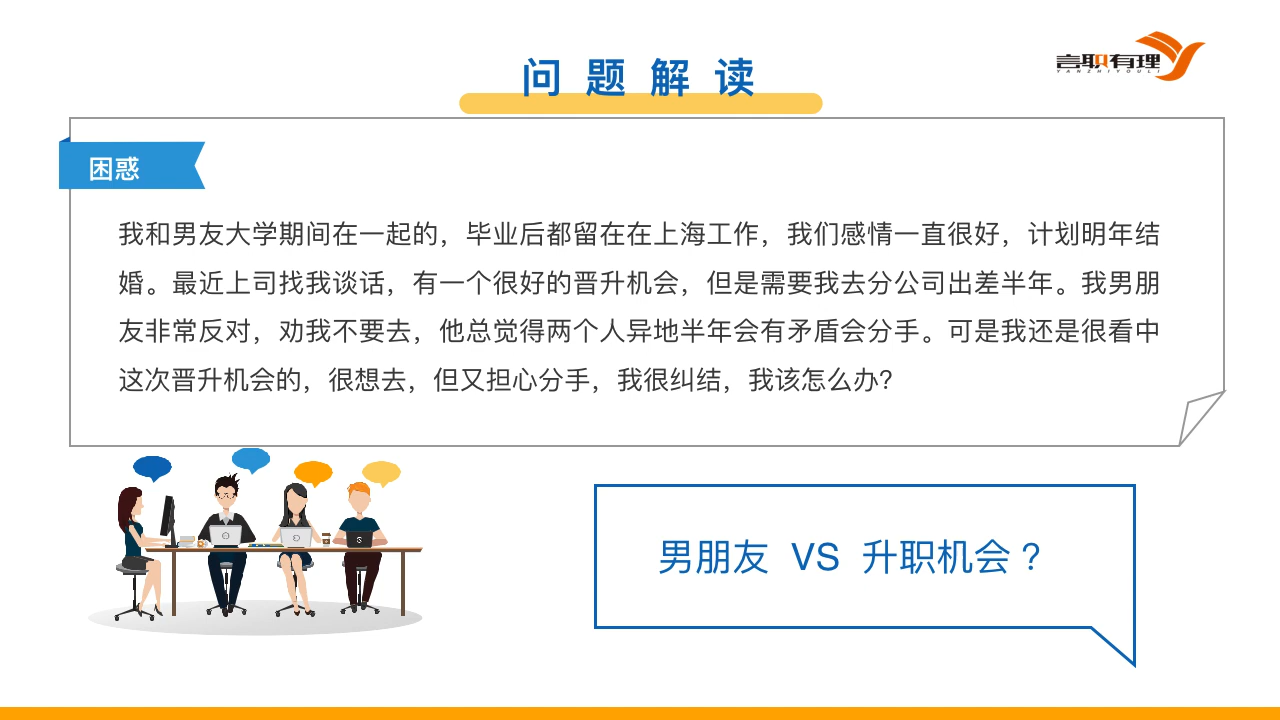 问题解读
言职有理
YANZHIYOULI
困惑
我和男友大学期间在一起的，毕业后都留在在上海工作，我们感情一直很好，计划明年结
婚。最近上司找我谈话，有一个很好的晋升机会，但是需要我去分公司出差半年。我男朋
友非常反对，劝我不要去，他总觉得两个人异地半年会有矛盾会分手。可是我还是很看中
这次晋升机会的，很想去，但又担心分手，我很纠结，我该怎么办?
男朋友 VS 升职机会？